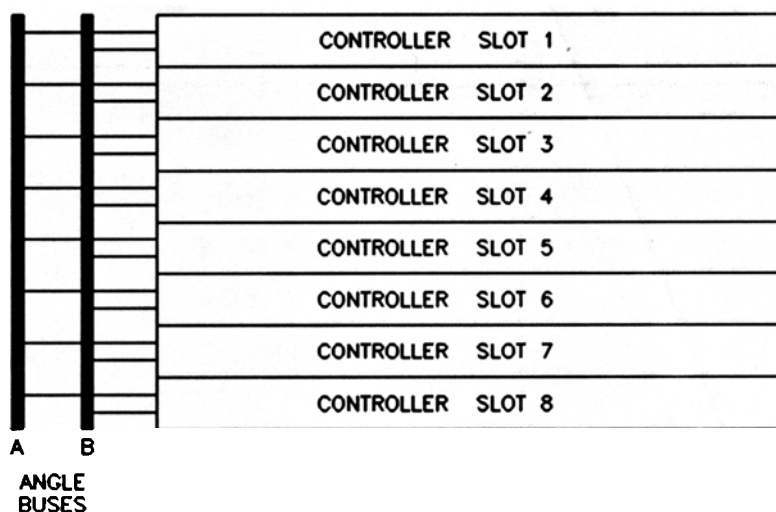 CONTROLLER SLOT 1
CONTROLLER SLOT 2
CONTROLLER SLOT 3
CONTROLLER SLOT 4
CONTROLLER SLOT 5
CONTROLLER SLOT 6
CONTROLLER SLOT 7
CONTROLLER SLOT 8
A B
ANGLE
BUSES